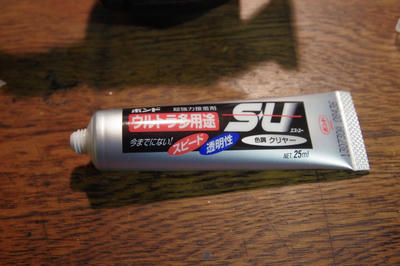 ボンド 超強力接着剤
ウルトラ多用途
SU
エスユー
今までにない!
スピード
透明性
色調 クリヤー
NET.25ml